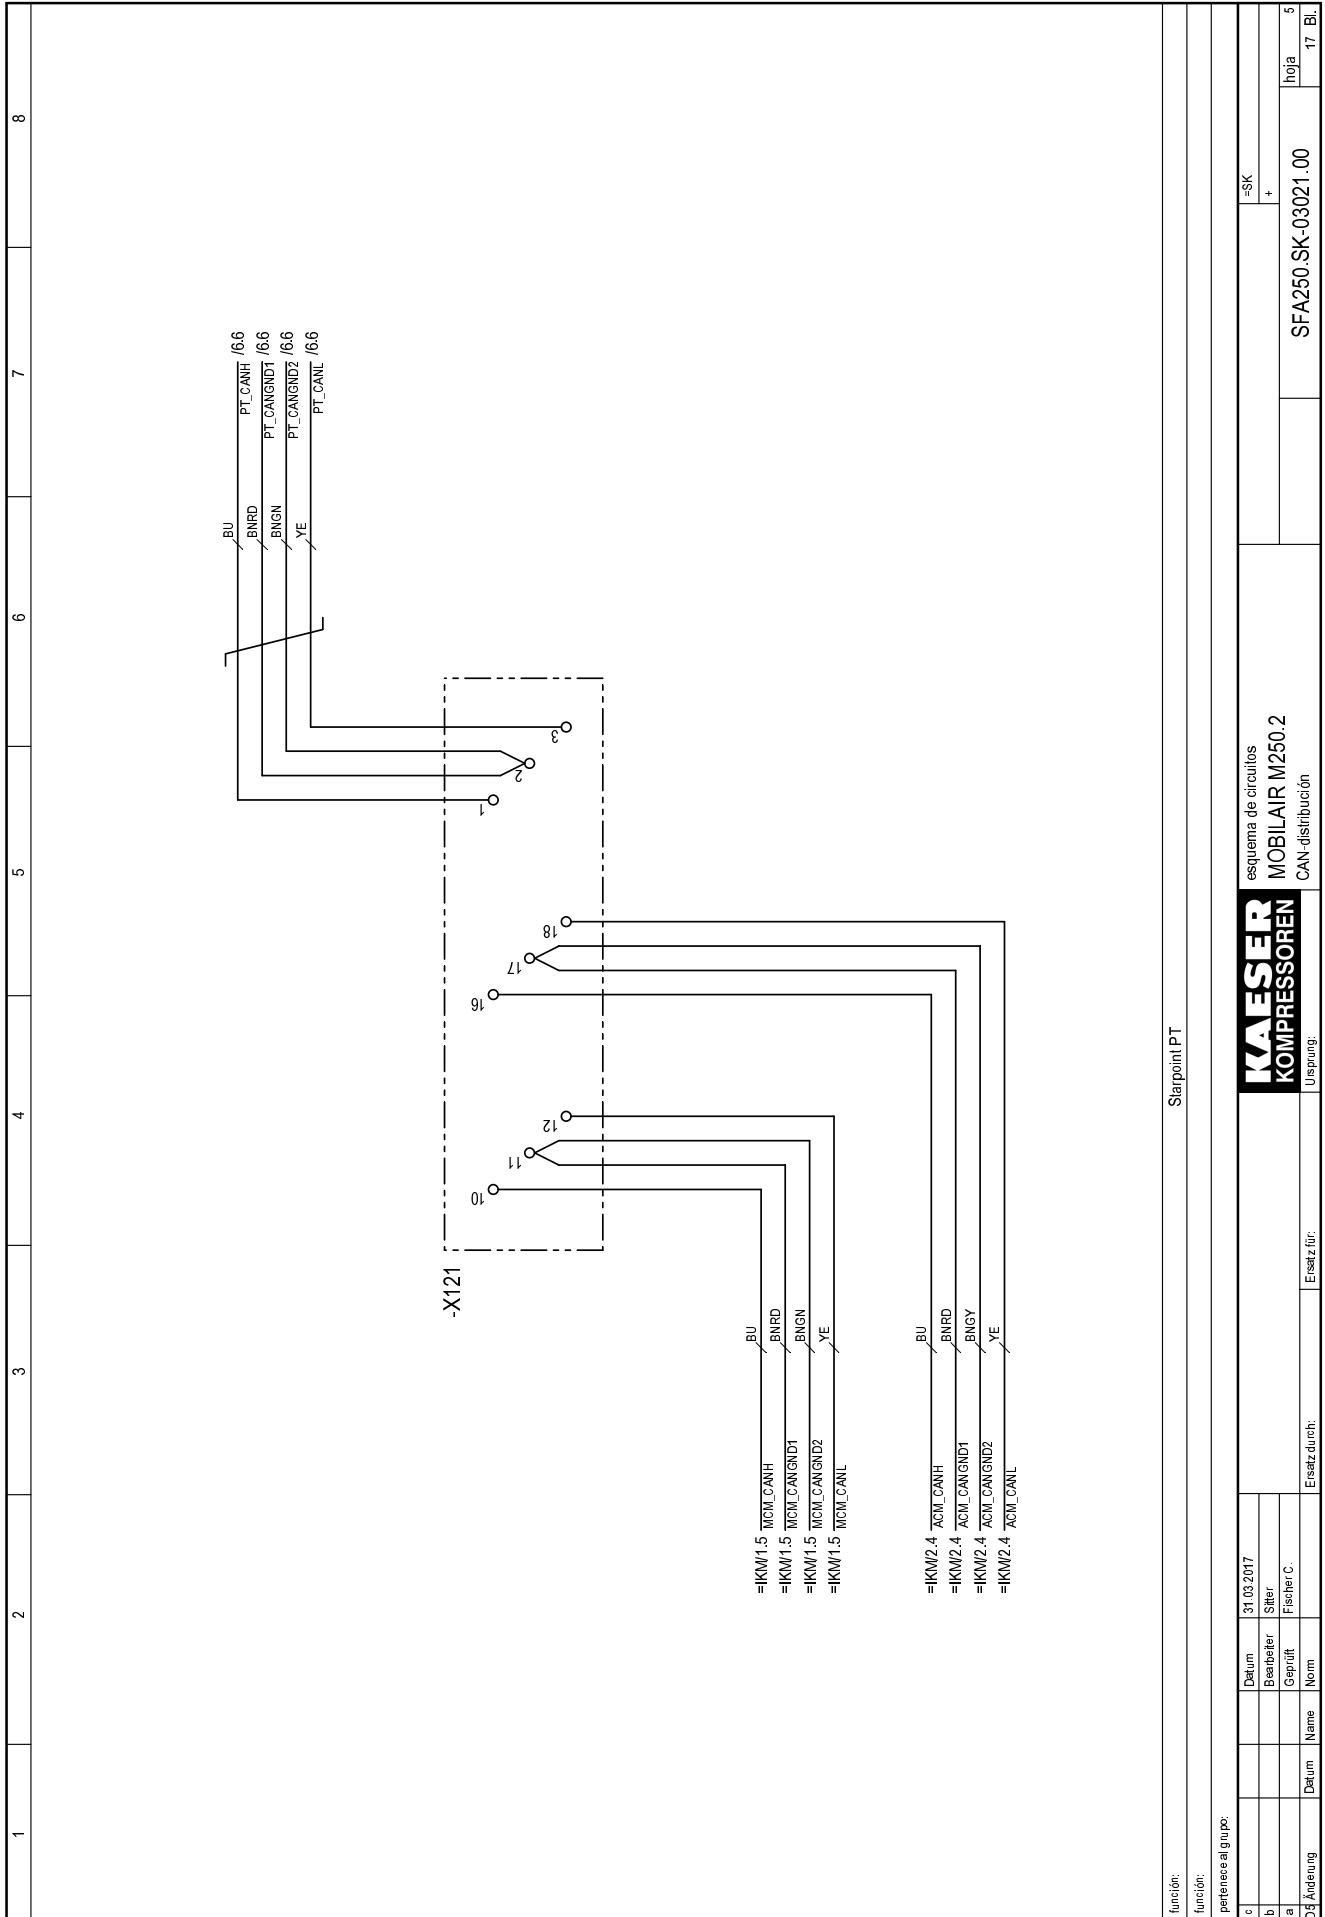 1
2
3
4
5
6
7
8
BU
PT_CANH
/6.6
BNRD
PT_CANGND1
/6.6
BNGN
PT_CANGND2
/6.6
YE
PT_CANL
/6.6
-X121
10
11
12
16
17
18
1
2
3
=IKM/1.5
MCM_CANH
BU
=IKM/1.5
MCM_CANGND1
BNRD
=IKM/1.5
MCM_CANGND2
BNGN
=IKM/1.5
MCM_CANL
YE
=IKM/2.4
ACM_CANH
BU
=IKM/2.4
ACM_CANGND1
BNRD
=IKM/2.4
ACM_CANGND2
BNGY
=IKM/2.4
ACM_CANL
YE
función:
Starpoint PT
función:
pertenece al grupo:
c
b
a
Änderung
Datum
Name
Datum
31.03.2017
Bearbeiter
Sitter
Geprüft
Fischer C.
Norm
Ersatz durch:
Ersatz für:
Ursprung:
KAESER
KOMPRESSOREN
esquema de circuitos
MOBILAIR M250.2
CAN-distribución
=SK
+
SFA250.SK-03021.00
hoja
5
17 Bl.